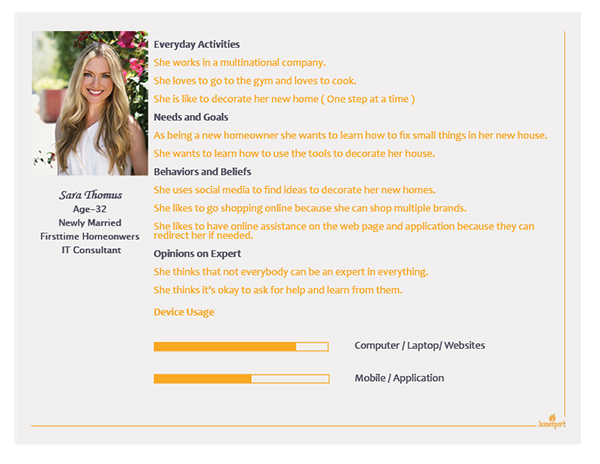 Everyday Activities
She works in a multinational company.
She loves to go to the gym and loves to cook.
She is like to decorate her new home ( One step at a time )
Needs and Goals
As being a new homeowner she wants to learn how to fix small things in her new house.
She wants to learn how to use the tools to decorate her house.
Behaviors and Beliefs
She uses social media to find ideas to decorate her new homes.
She likes to go shopping online because she can shop multiple brands.
She likes to have online assistance on the web page and application because they can
redirect her if needed.
Opinions on Expert
She thinks that not everybody can be an expert in everything.
She thinks it's okay to ask for help and learn from them.
Device Usage
Computer / Laptop/ Websites
Mobile / Application
Sara Thomus
Age–32
Newly Married
Firsttime Homeonwers
IT Consultant
homexpert